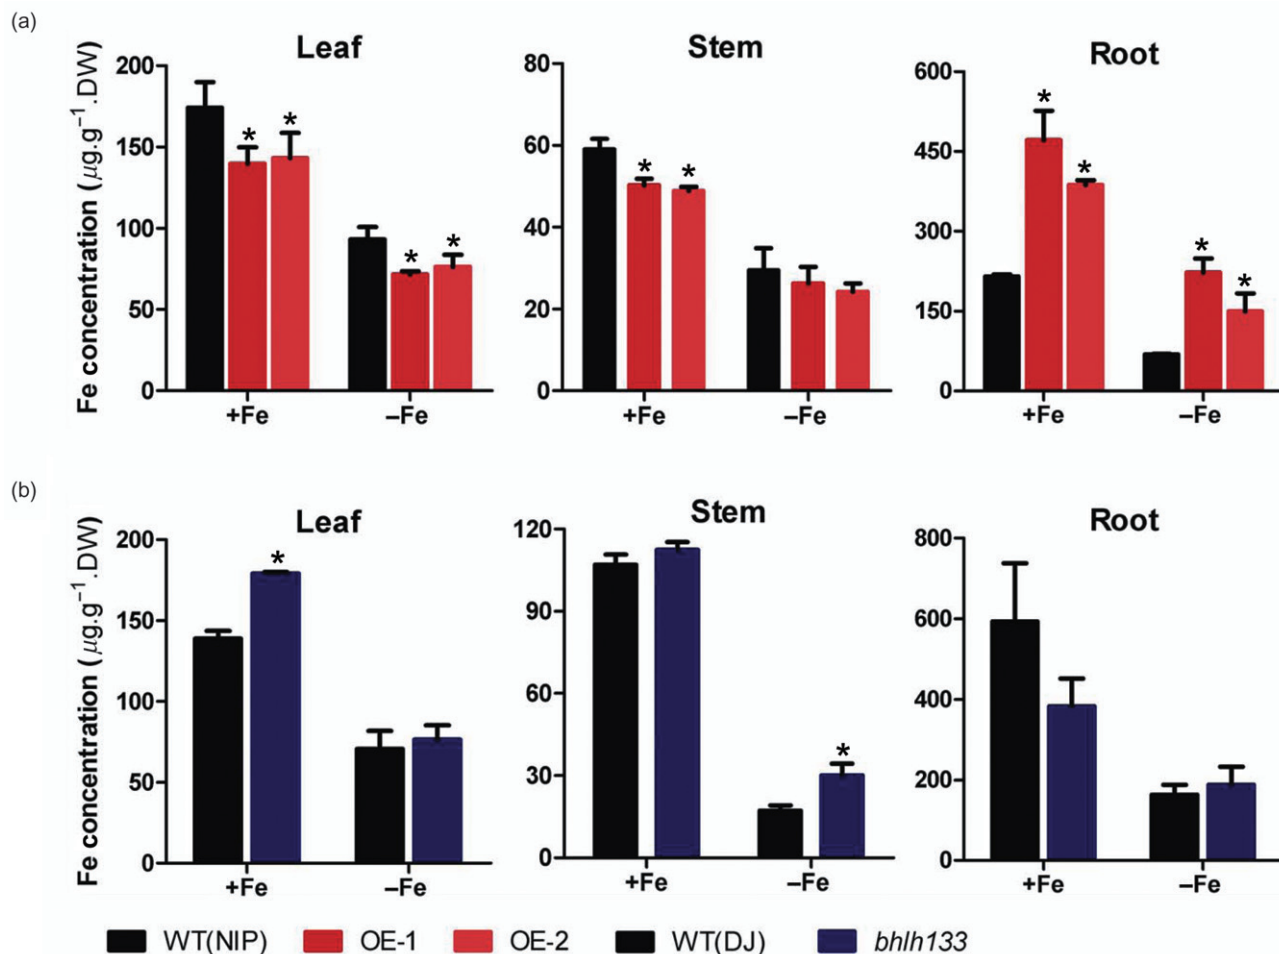 (a)
Leaf
Stem
Root
Fe concentration (µg.g⁻¹.DW)
200
150
100
50
0
80
60
40
20
0
600
450
300
150
0
* * * *
* *
* * * *
+Fe –Fe
+Fe –Fe
+Fe –Fe
(b)
Leaf
Stem
Root
Fe concentration (µg.g⁻¹.DW)
200
150
100
50
0
120
90
60
30
0
800
600
400
200
0
*
*
+Fe –Fe
+Fe –Fe
+Fe –Fe
WT(NIP) OE-1 OE-2 WT(DJ) bhlh133